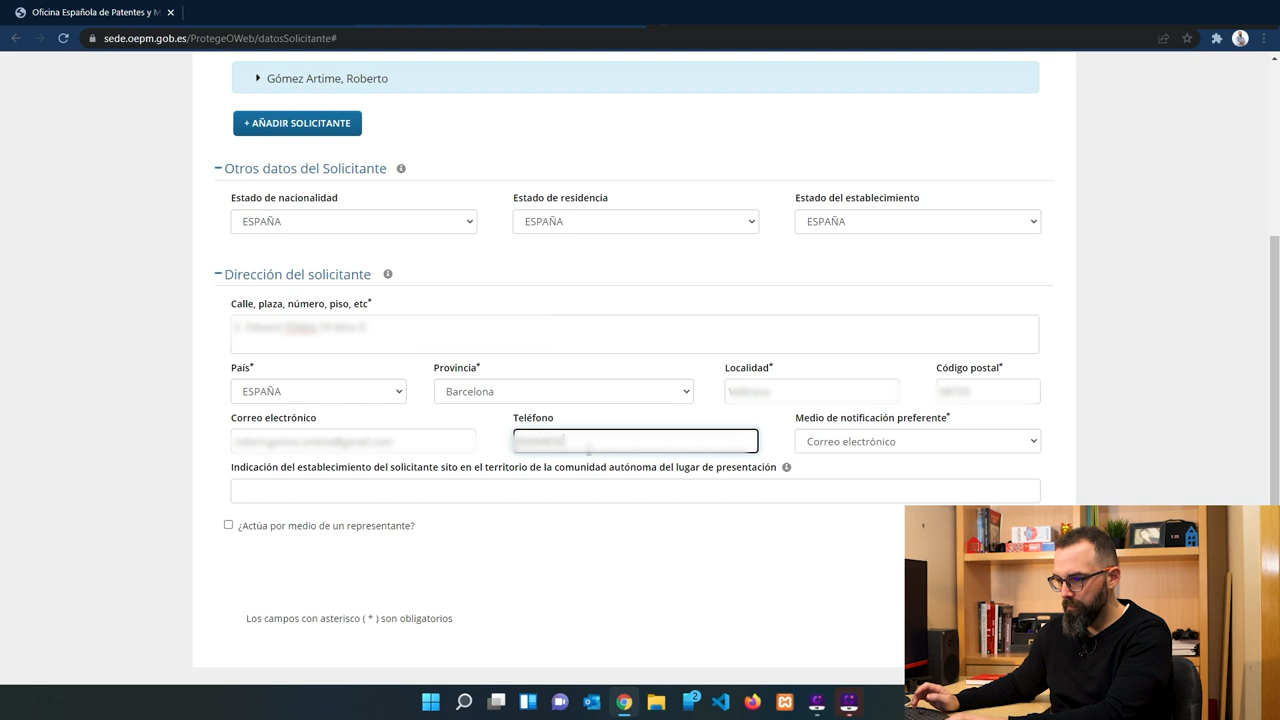 Oficina Española de Patentes y M
sede.oepm.gob.es/ProtegeOWeb/datosSolicitante#
Gómez Artime, Roberto
+ AÑADIR SOLICITANTE
Otros datos del Solicitante
Estado de nacionalidad Estado de residencia Estado del establecimiento
ESPAÑA ESPAÑA ESPAÑA
Dirección del solicitante
Calle, plaza, número, piso, etc*
País* Provincia* Localidad* Código postal*
ESPAÑA Barcelona
Correo electrónico Teléfono Medio de notificación preferente*
Correo electrónico
Indicación del establecimiento del solicitante sito en el territorio de la comunidad autónoma del lugar de presentación
¿Actúa por medio de un representante?
Los campos con asterisco ( * ) son obligatorios
2